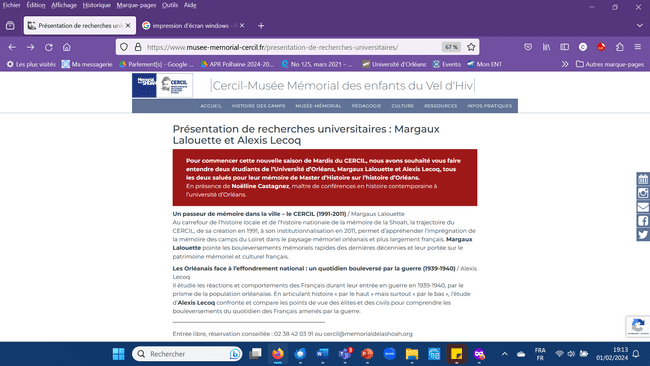 Fichier Édition Affichage Historique Marque-pages Outils Aide
Présentation de recherches univers
impression d'écran windows -
https://www.musee-memorial-cercil.fr/presentation-de-recherches-universitaires/
67 %
Les plus visités Ma messagerie Parlement(s) - Google ... APR Polhaine 2024-20... No 125, mars 2021 – ... Université d'Orléans Evento Mon ENT Autres marque-pages
CERCIL
Cercil-Musée Mémorial des enfants du Vel d'Hiv
ACCUEIL HISTOIRE DES CAMPS MUSÉE-MÉMORIAL PÉDAGOGIE CULTURE RESSOURCES INFOS PRATIQUES
Présentation de recherches universitaires : Margaux
Lalouette et Alexis Lecoq
Pour commencer cette nouvelle saison de Mardis du CERCIL, nous avons souhaité vous faire
entendre deux étudiants de l'Université d'Orléans, Margaux Lalouette et Alexis Lecoq, tous
les deux salués pour leur mémoire de Master d'Histoire sur l'histoire d'Orléans.
En présence de Noëlline Castagnez, maître de conférences en histoire contemporaine à
l'université d'Orléans.
Un passeur de mémoire dans la ville – le CERCIL (1991-2011) / Margaux Lalouette
Au carrefour de l'histoire locale et de l'histoire nationale de la mémoire de la Shoah, la trajectoire du
CERCIL, de sa création en 1991, à son institutionnalisation en 2011, permet d'appréhender l'imprégnation de
la mémoire des camps du Loiret dans le paysage mémoriel orléanais et plus largement français. Margaux
Lalouette pointe les bouleversements mémoriels rapides des dernières décennies et leur portée sur le
patrimoine mémoriel et culturel français.
Les Orléanais face à l'effondrement national : un quotidien bouleversé par la guerre (1939-1940) / Alexis
Lecoq
Il étudie les réactions et comportements des Français durant leur entrée en guerre en 1939-1940, par le
prisme de la population orléanaise. En articulant histoire « par le haut » mais surtout « par le bas », l'étude
d'Alexis Lecoq confronte et compare les points de vue des élites et des civils pour comprendre les
bouleversements du quotidien des Français amenés par la guerre.
Entrée libre, réservation conseillée : 02 38 42 03 91 ou cercil@memorialdelashoah.org
Rechercher
FRA
FR
19:13
01/02/2024